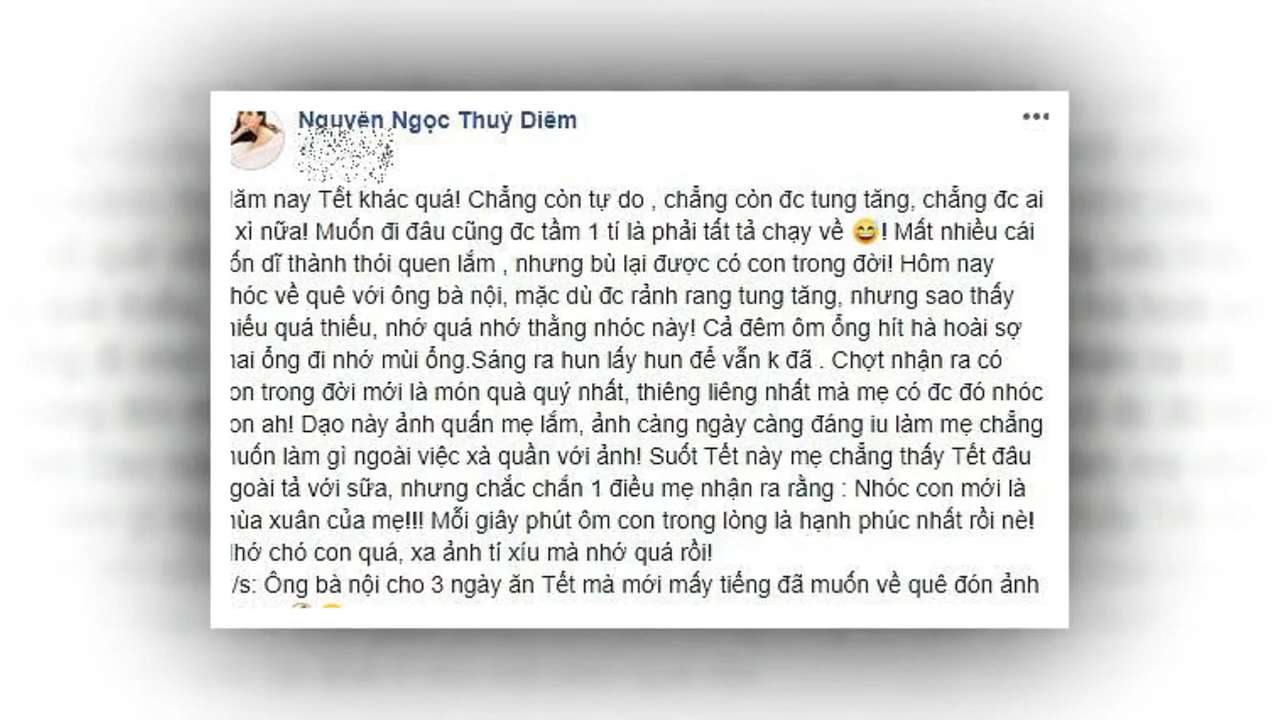 Nguyễn Ngọc Thuý Diễm
ăm nay Tết khác quá! Chẳng còn tự do , chẳng còn đc tung tăng, chẳng đc ai
xì nữa! Muốn đi đâu cũng đc tầm 1 tí là phải tất tả chạy về 😅! Mất nhiều cái
ốn dĩ thành thói quen lắm , nhưng bù lại được có con trong đời! Hôm nay
hóc về quê với ông bà nội, mặc dù đc rảnh rang tung tăng, nhưng sao thấy
hiếu quá thiếu, nhớ quá nhớ thằng nhóc này! Cả đêm ôm ổng hít hà hoài sợ
ai ổng đi nhớ mùi ổng.Sáng ra hun lấy hun để vẫn k đã . Chợt nhận ra có
on trong đời mới là món quà quý nhất, thiêng liêng nhất mà mẹ có đc đó nhóc
on ah! Dạo này ảnh quấn mẹ lắm, ảnh càng ngày càng đáng iu làm mẹ chẳng
uốn làm gì ngoài việc xà quần với ảnh! Suốt Tết này mẹ chẳng thấy Tết đâu
goài tả với sữa, nhưng chắc chắn 1 điều mẹ nhận ra rằng : Nhóc con mới là
ùa xuân của mẹ!!! Mỗi giây phút ôm con trong lòng là hạnh phúc nhất rồi nè!
hớ chó con quá, xa ảnh tí xíu mà nhớ quá rồi!
/s: Ông bà nội cho 3 ngày ăn Tết mà mới mấy tiếng đã muốn về quê đón ảnh